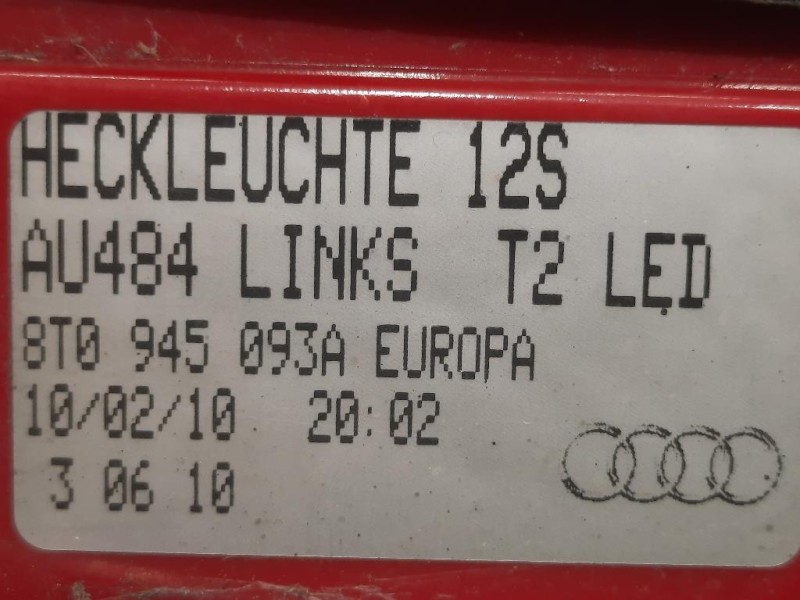 HECKLEUCHTE 12S
AU484 LINKS T2 LED
8T0 945 093A EUROPA
10/02/10 20:02
3 06 10